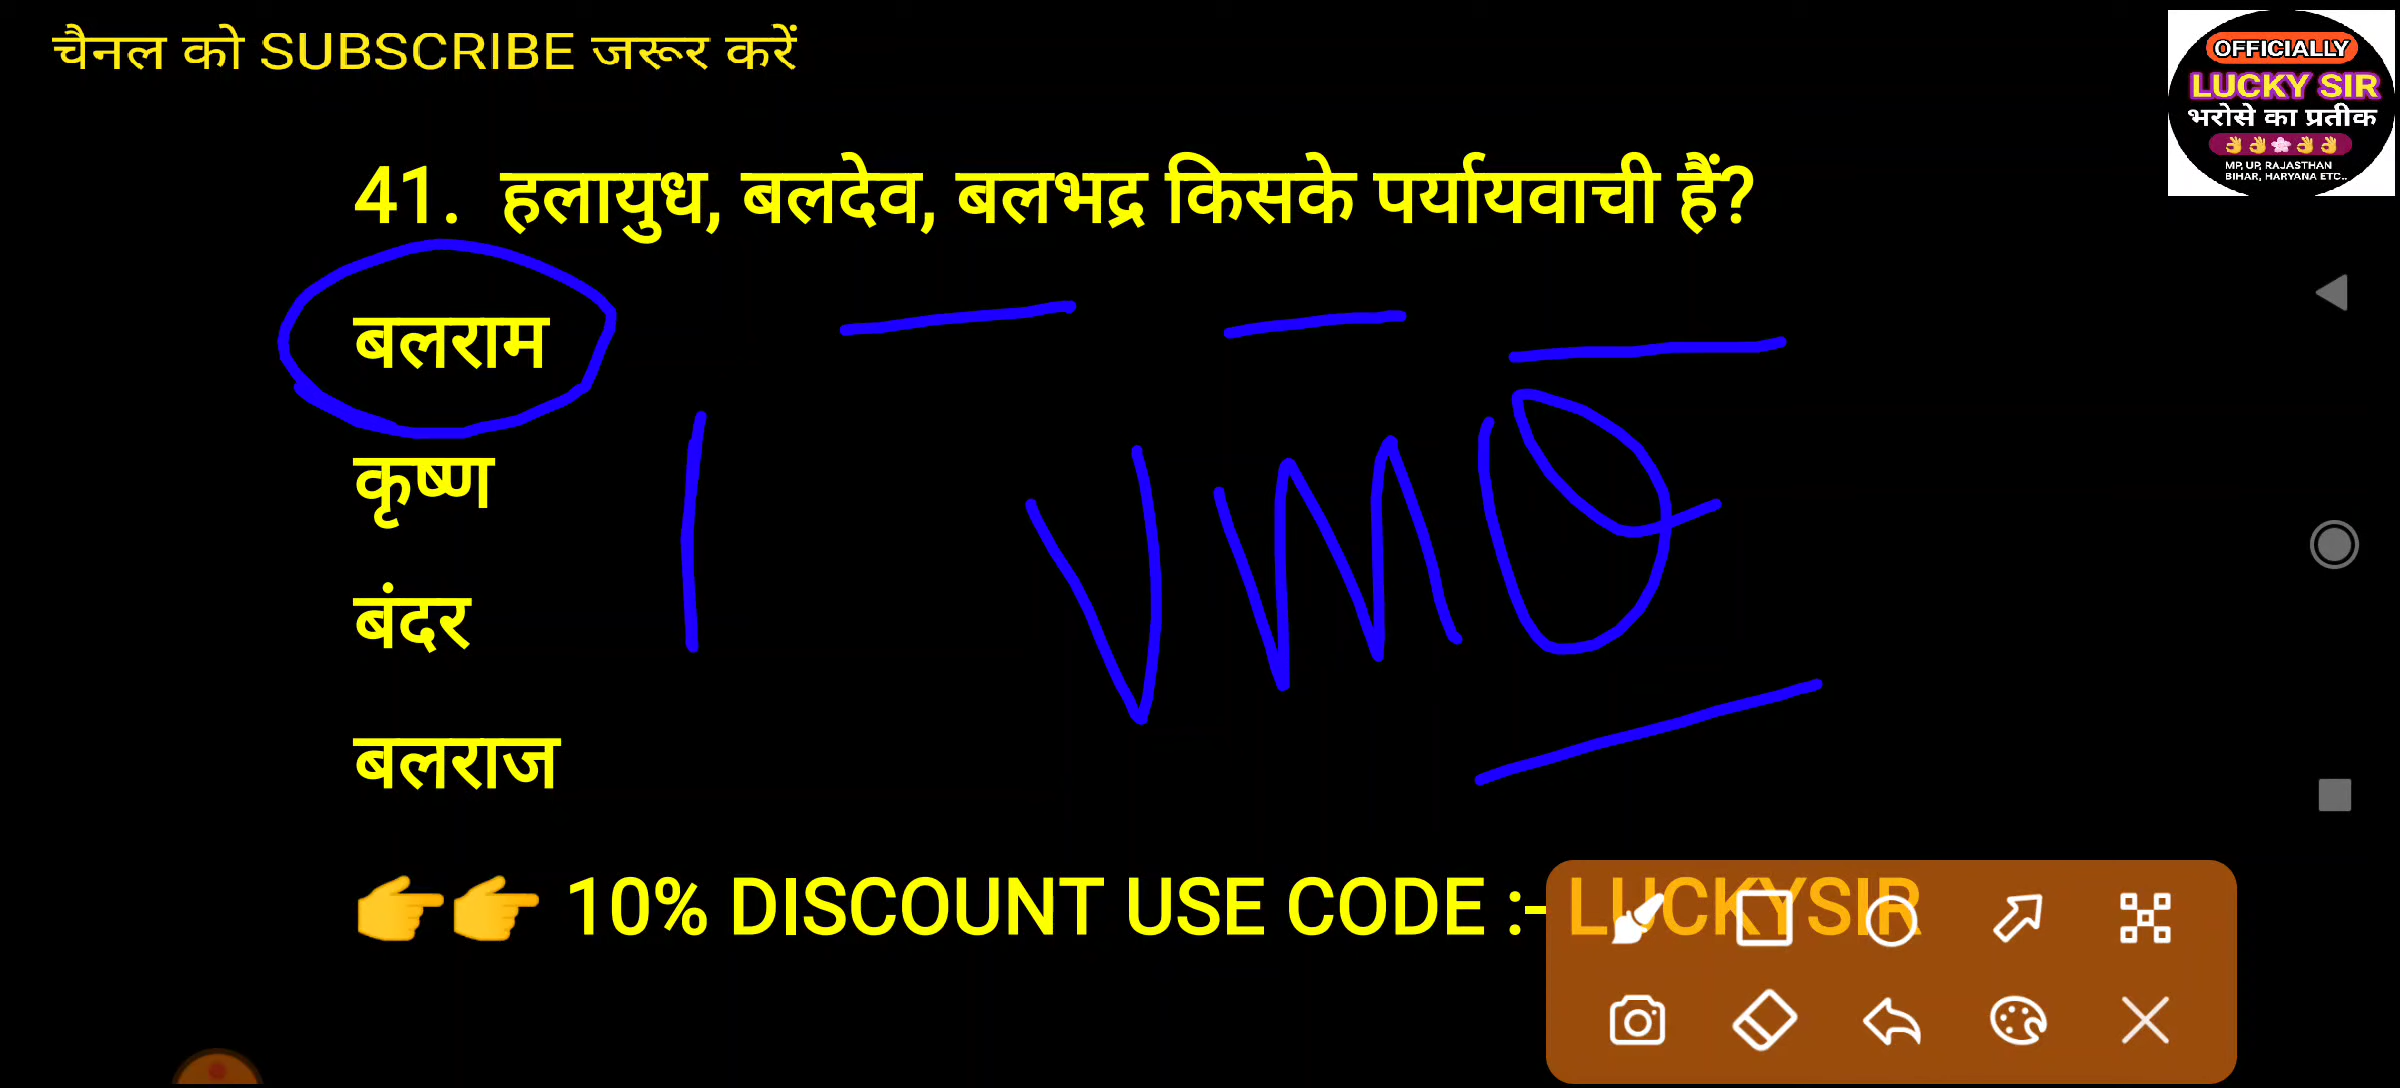 चैनल को SUBSCRIBE जरूर करें
OFFICIALLY
LUCKY SIR
भरोसे का प्रतीक
MP, UP, RAJASTHAN
BIHAR, HARYANA ETC..
41. हलायुध, बलदेव, बलभद्र किसके पर्यायवाची हैं?
बलराम
कृष्ण
बंदर
बलराज
👉👉 10% DISCOUNT USE CODE :- LUCKYSIR